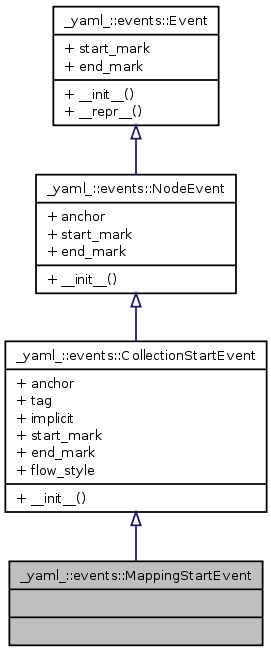 _yaml_::events::Event
+ start_mark
+ end_mark
+ __init__()
+ __repr__()
_yaml_::events::NodeEvent
+ anchor
+ start_mark
+ end_mark
+ __init__()
_yaml_::events::CollectionStartEvent
+ anchor
+ tag
+ implicit
+ start_mark
+ end_mark
+ flow_style
+ __init__()
_yaml_::events::MappingStartEvent